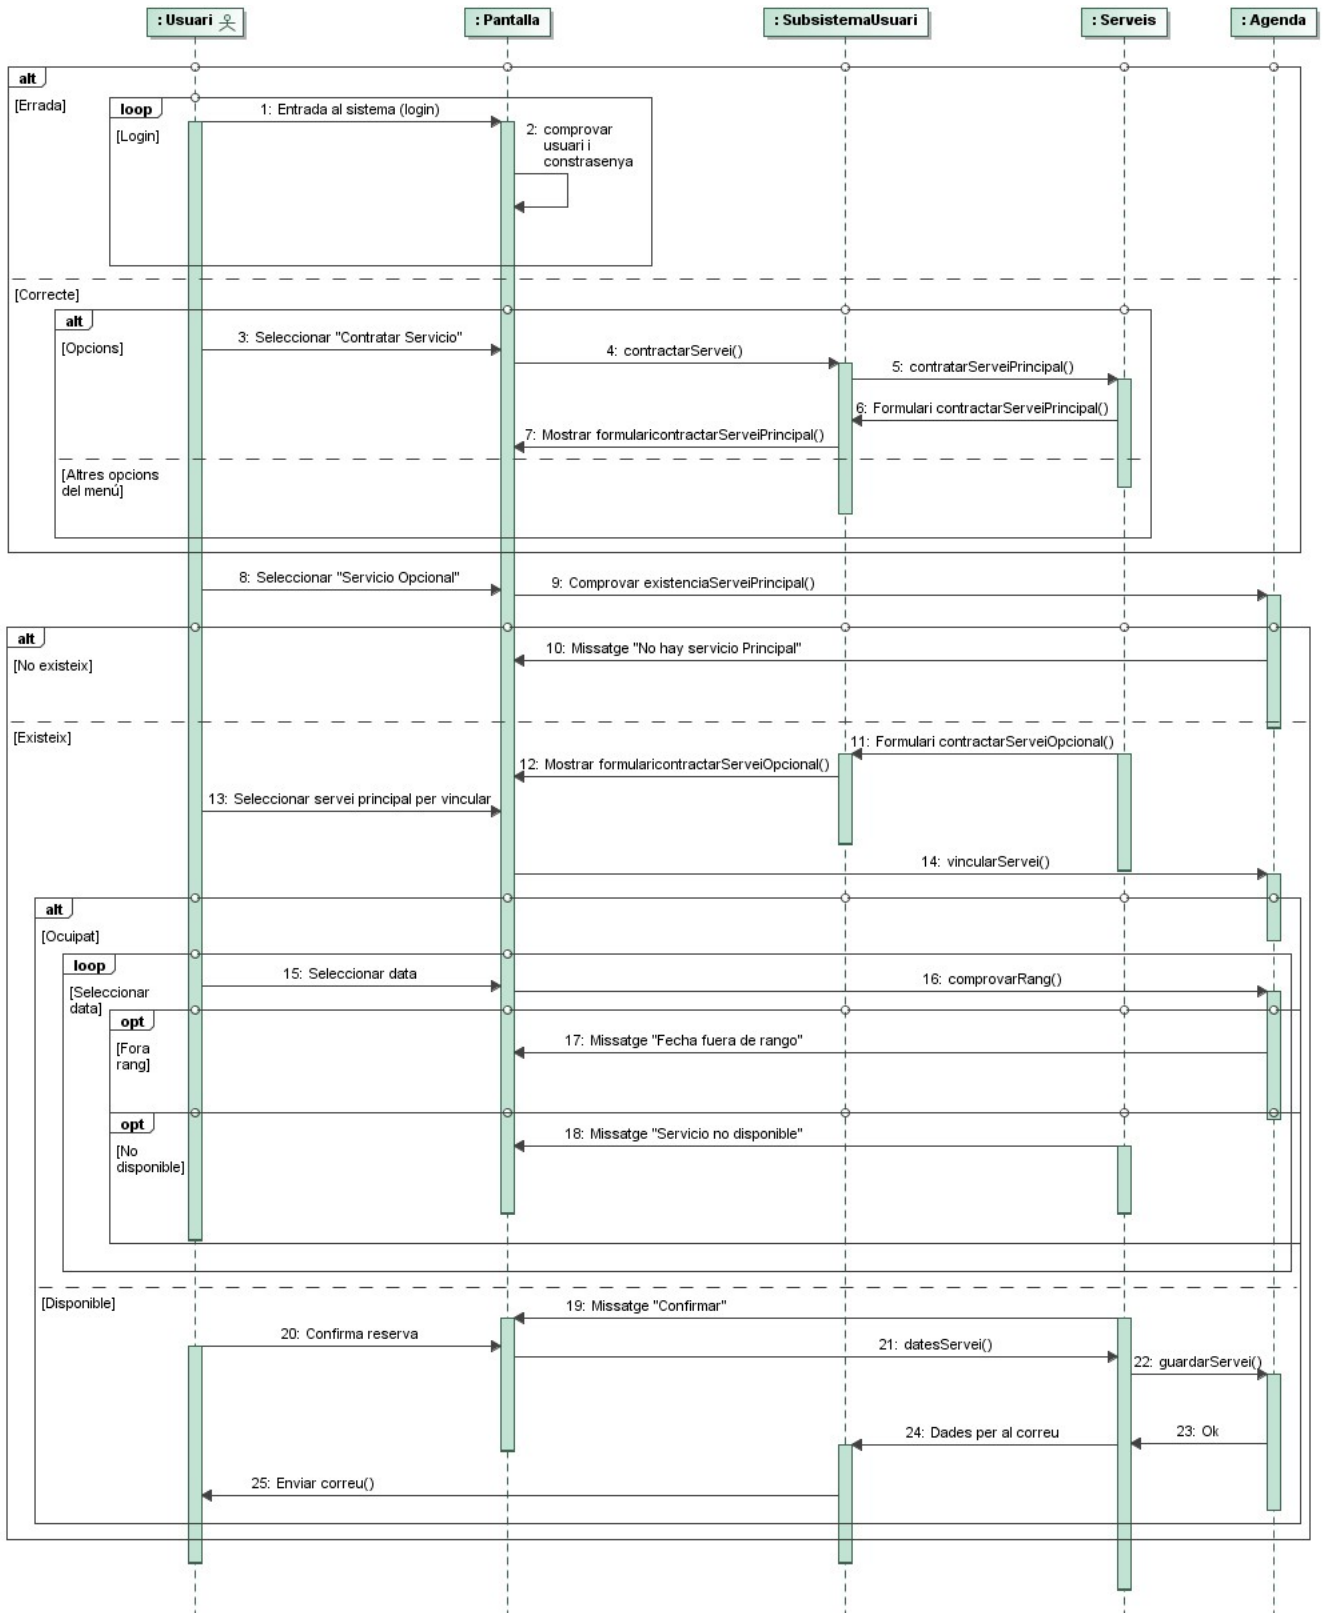 : Usuari
: Pantalla
: SubsistemaUsuari
: Serveis
: Agenda
alt
[Errada]
loop
[Login]
1: Entrada al sistema (login)
2: comprovar
usuari i
constrasenya
[Correcte]
alt
[Opcions]
3: Seleccionar "Contratar Servicio"
4: contractarServei()
5: contratarServeiPrincipal()
6: Formulari contractarServeiPrincipal()
7: Mostrar formularicontractarServeiPrincipal()
[Altres opcions
del menú]
8: Seleccionar "Servicio Opcional"
9: Comprovar existenciaServeiPrincipal()
alt
[No existeix]
10: Missatge "No hay servicio Principal"
[Existeix]
11: Formulari contractarServeiOpcional()
12: Mostrar formularicontractarServeiOpcional()
13: Seleccionar servei principal per vincular
14: vincularServei()
alt
[Ocuipat]
loop
[Seleccionar
data]
15: Seleccionar data
16: comprovarRang()
opt
[Fora
rang]
17: Missatge "Fecha fuera de rango"
opt
[No
disponible]
18: Missatge "Servicio no disponible"
[Disponible]
19: Missatge "Confirmar"
20: Confirma reserva
21: datesServei()
22: guardarServei()
23: Ok
24: Dades per al correu
25: Enviar correu()